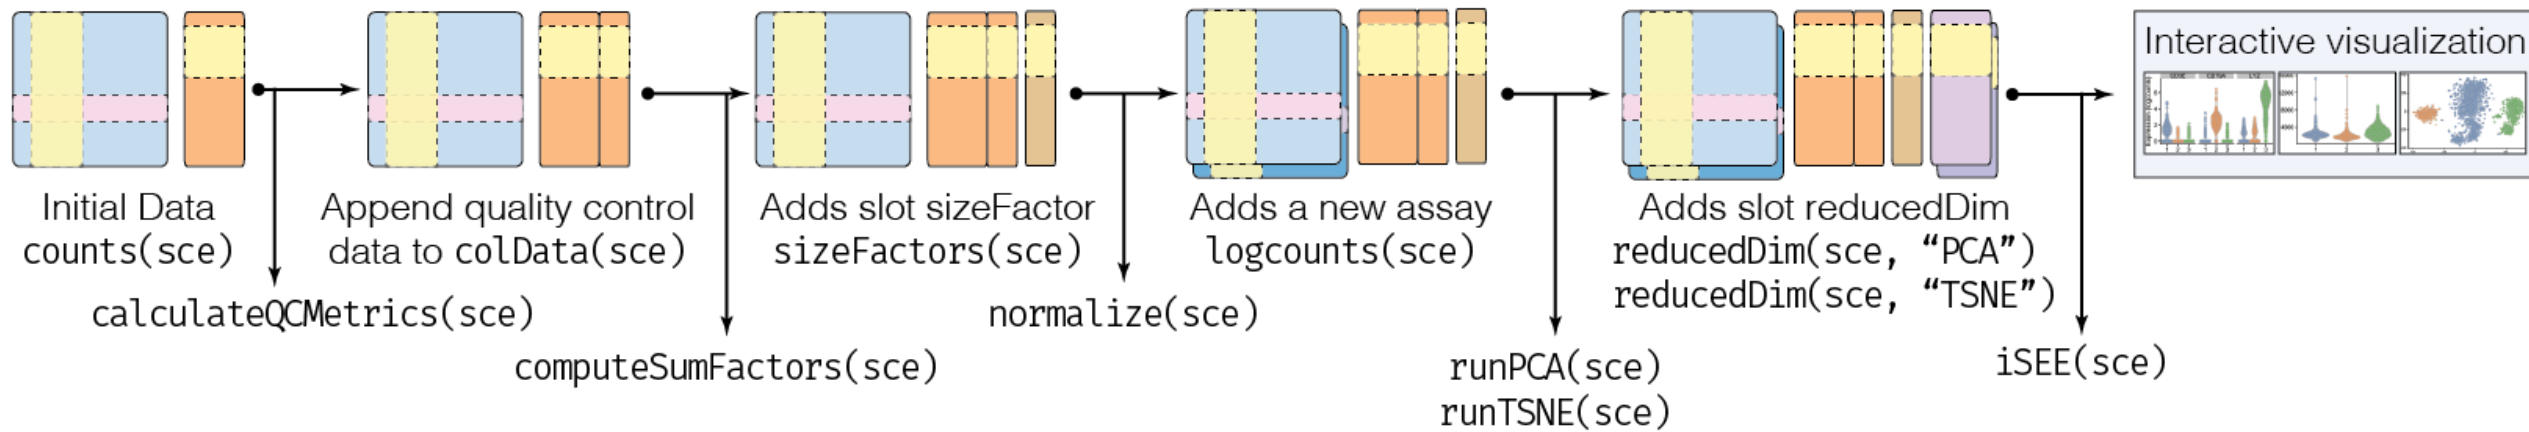 Initial Data
counts(sce)
calculateQCMetrics(sce)
Append quality control
data to colData(sce)
computeSumFactors(sce)
Adds slot sizeFactor
sizeFactors(sce)
normalize(sce)
Adds a new assay
logcounts(sce)
runPCA(sce)
runTSNE(sce)
Adds slot reducedDim
reducedDim(sce, “PCA”)
reducedDim(sce, “TSNE”)
iSEE(sce)
Interactive visualization